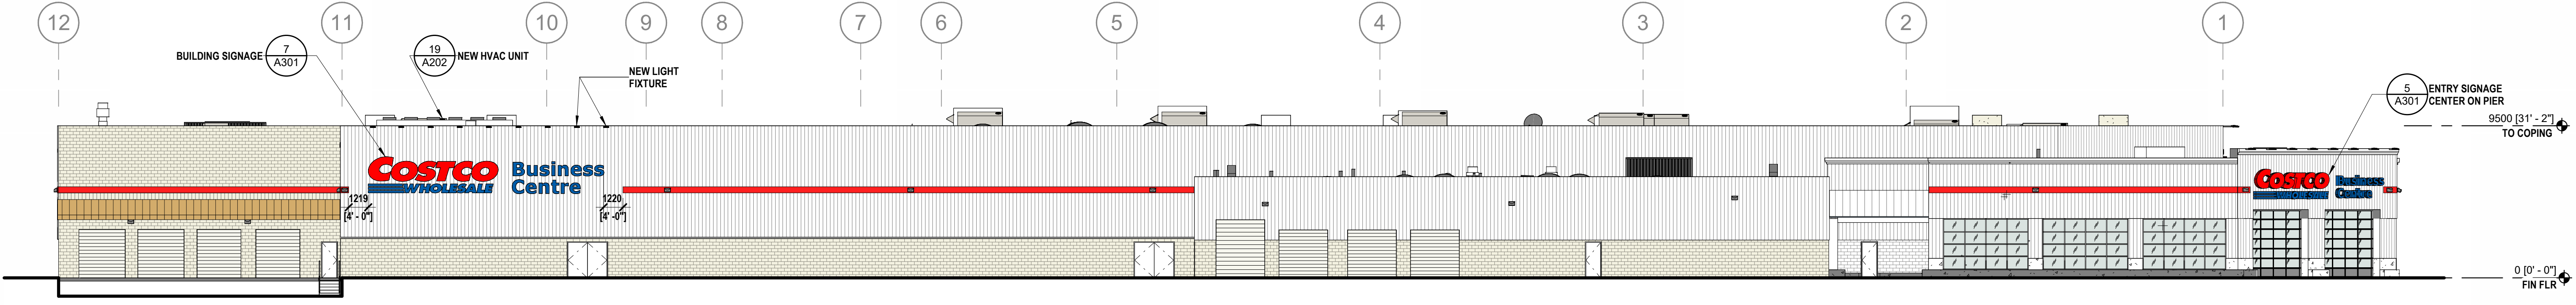 12
11
10
9
8
7
6
5
4
3
2
1
BUILDING SIGNAGE
7
A301
19
A202
NEW HVAC UNIT
NEW LIGHT
FIXTURE
5
A301
ENTRY SIGNAGE
CENTER ON PIER
9500 [31' - 2"]
TO COPING
COSTCO
WHOLESALE
Business
Centre
1219
[4' - 0"]
1220
[4' -0"]
COSTCO
WHOLESALE
Business
Centre
0 [0' - 0"]
FIN FLR